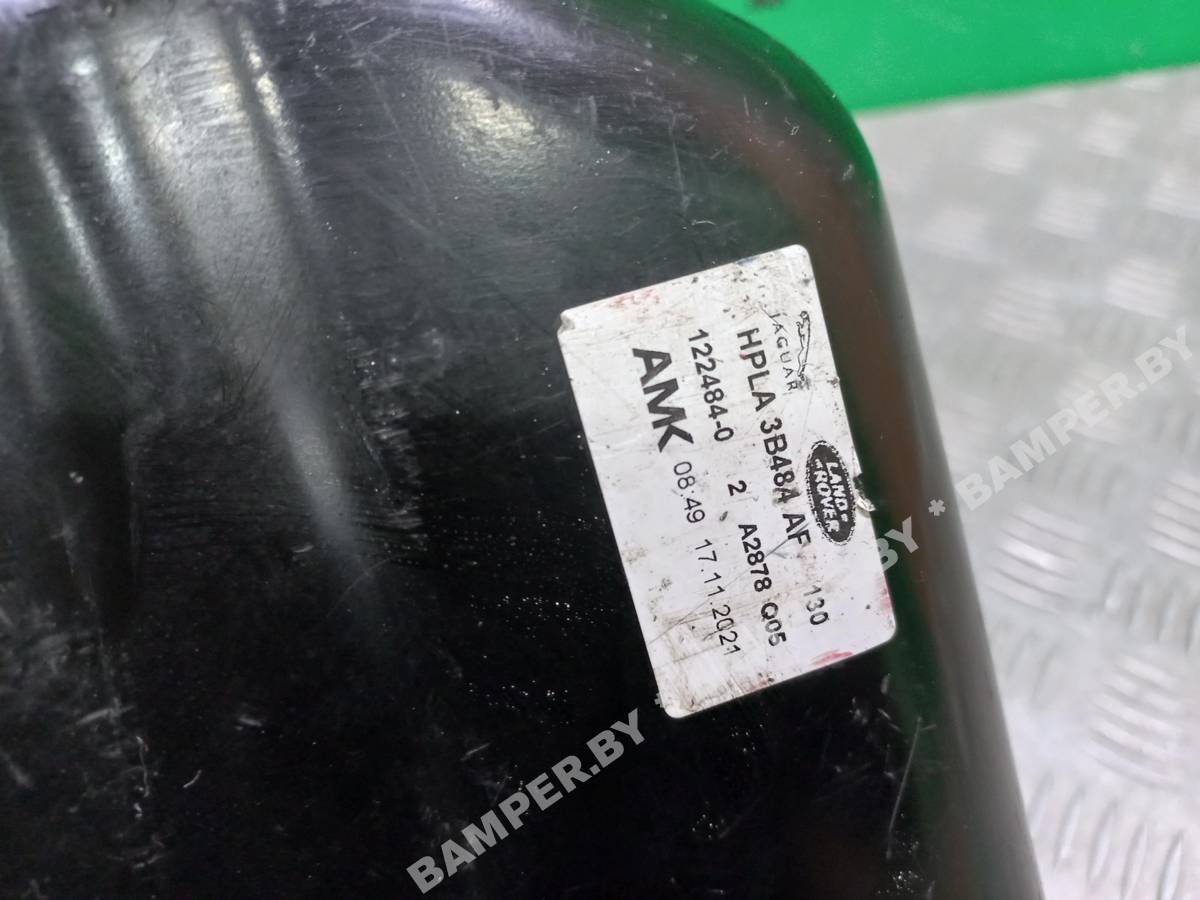 JAGUAR
LAND ROVER
HPLA 3B484 AF 130
122484-0 2 A2878 Q05
AMK 08:49 17.11.2021
BAMPER.BY * BAMPER.BY * BAMPER.BY